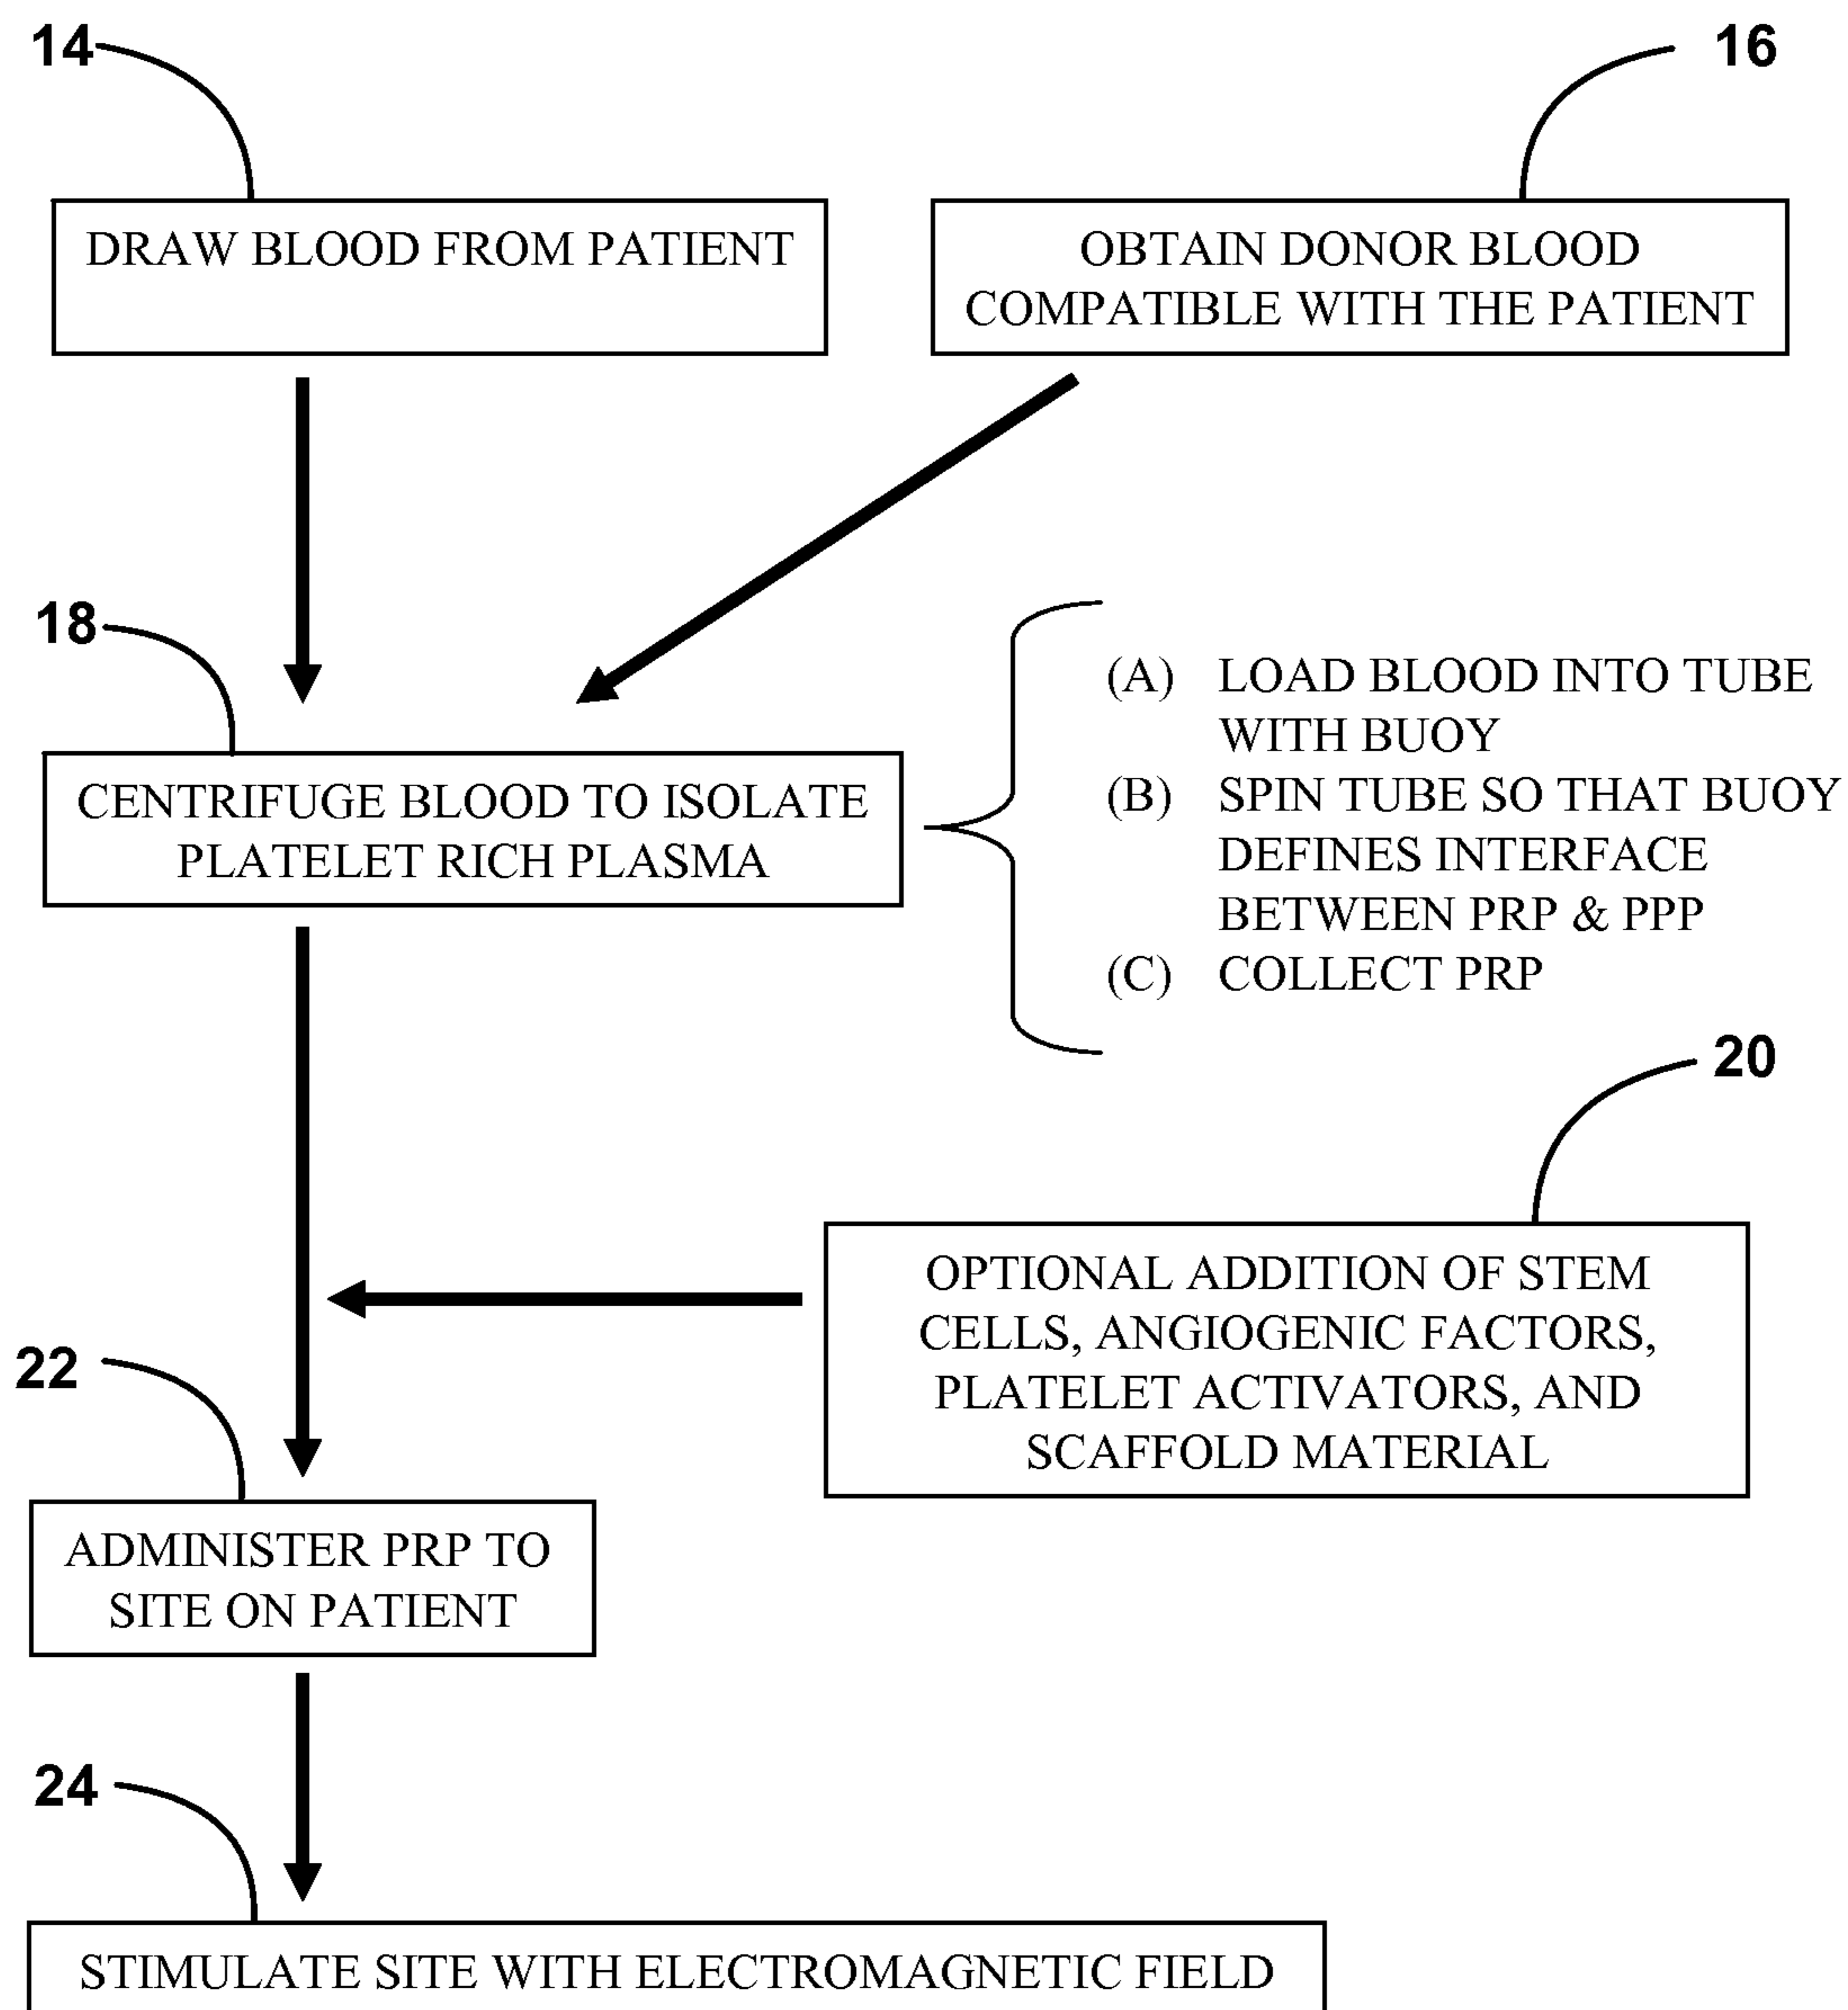 14
16
DRAW BLOOD FROM PATIENT
OBTAIN DONOR BLOOD
COMPATIBLE WITH THE PATIENT
18
CENTRIFUGE BLOOD TO ISOLATE
PLATELET RICH PLASMA
(A) LOAD BLOOD INTO TUBE
WITH BUOY
(B) SPIN TUBE SO THAT BUOY
DEFINES INTERFACE
BETWEEN PRP & PPP
(C) COLLECT PRP
20
OPTIONAL ADDITION OF STEM
CELLS, ANGIOGENIC FACTORS,
PLATELET ACTIVATORS, AND
SCAFFOLD MATERIAL
22
ADMINISTER PRP TO
SITE ON PATIENT
24
STIMULATE SITE WITH ELECTROMAGNETIC FIELD